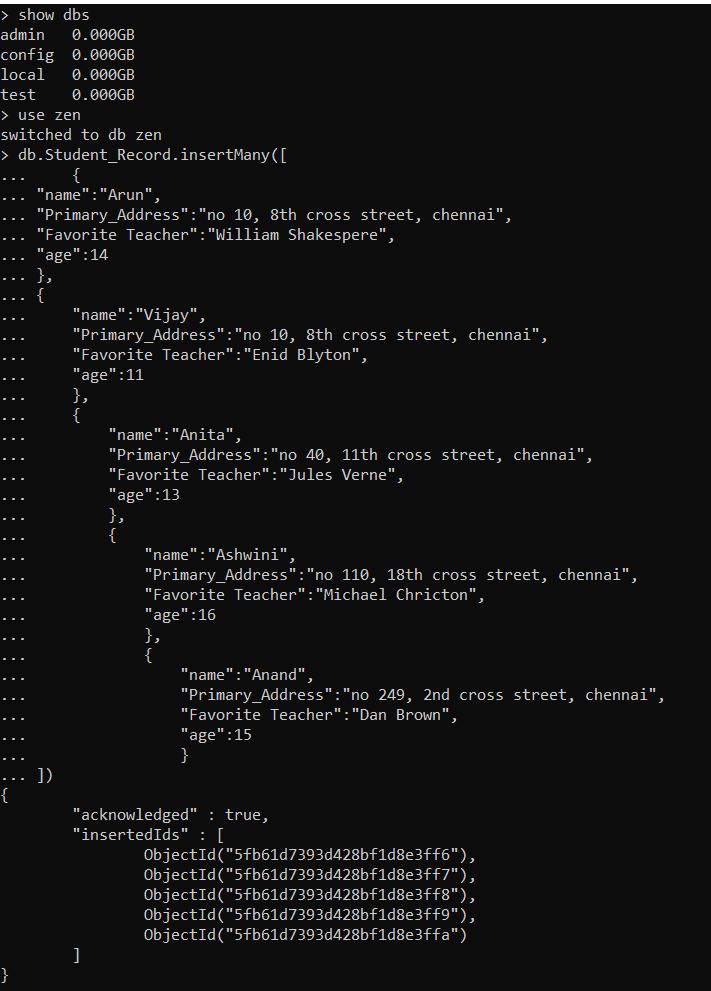 > show dbs
admin   0.000GB
config  0.000GB
local   0.000GB
test    0.000GB
> use zen
switched to db zen
> db.Student_Record.insertMany([
...     {
... "name":"Arun",
... "Primary_Address":"no 10, 8th cross street, chennai",
... "Favorite Teacher":"William Shakespere",
... "age":14
... },
... {
...     "name":"Vijay",
...     "Primary_Address":"no 10, 8th cross street, chennai",
...     "Favorite Teacher":"Enid Blyton",
...     "age":11
...     },
...     {
...         "name":"Anita",
...         "Primary_Address":"no 40, 11th cross street, chennai",
...         "Favorite Teacher":"Jules Verne",
...         "age":13
...         },
...         {
...             "name":"Ashwini",
...             "Primary_Address":"no 110, 18th cross street, chennai",
...             "Favorite Teacher":"Michael Chricton",
...             "age":16
...             },
...             {
...                 "name":"Anand",
...                 "Primary_Address":"no 249, 2nd cross street, chennai",
...                 "Favorite Teacher":"Dan Brown",
...                 "age":15
...                 }
... ])
{
        "acknowledged" : true,
        "insertedIds" : [
                ObjectId("5fb61d7393d428bf1d8e3ff6"),
                ObjectId("5fb61d7393d428bf1d8e3ff7"),
                ObjectId("5fb61d7393d428bf1d8e3ff8"),
                ObjectId("5fb61d7393d428bf1d8e3ff9"),
                ObjectId("5fb61d7393d428bf1d8e3ffa")
        ]
}